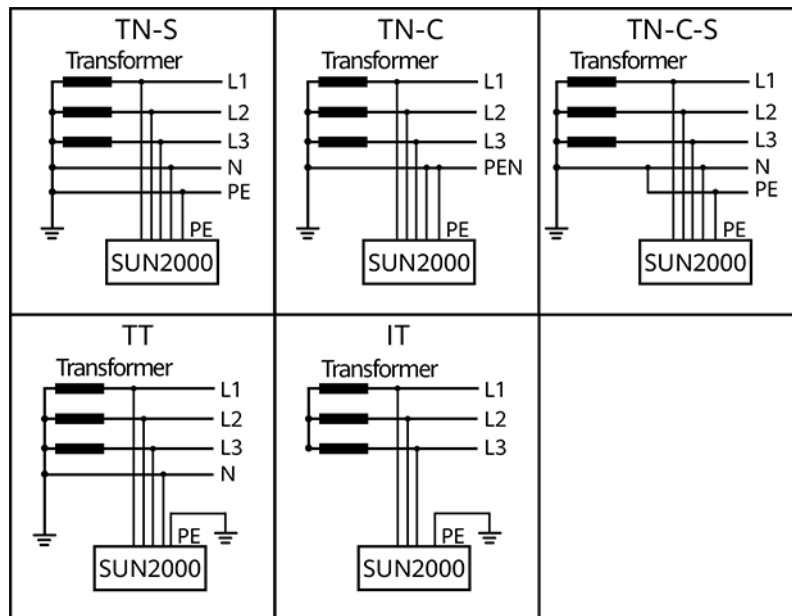 TN-S
Transformer
L1
L2
L3
N
PE
PE
SUN2000
TN-C
Transformer
L1
L2
L3
PEN
PE
SUN2000
TN-C-S
Transformer
L1
L2
L3
N
PE
PE
SUN2000
TT
Transformer
L1
L2
L3
N
PE
SUN2000
IT
Transformer
L1
L2
L3
PE
SUN2000